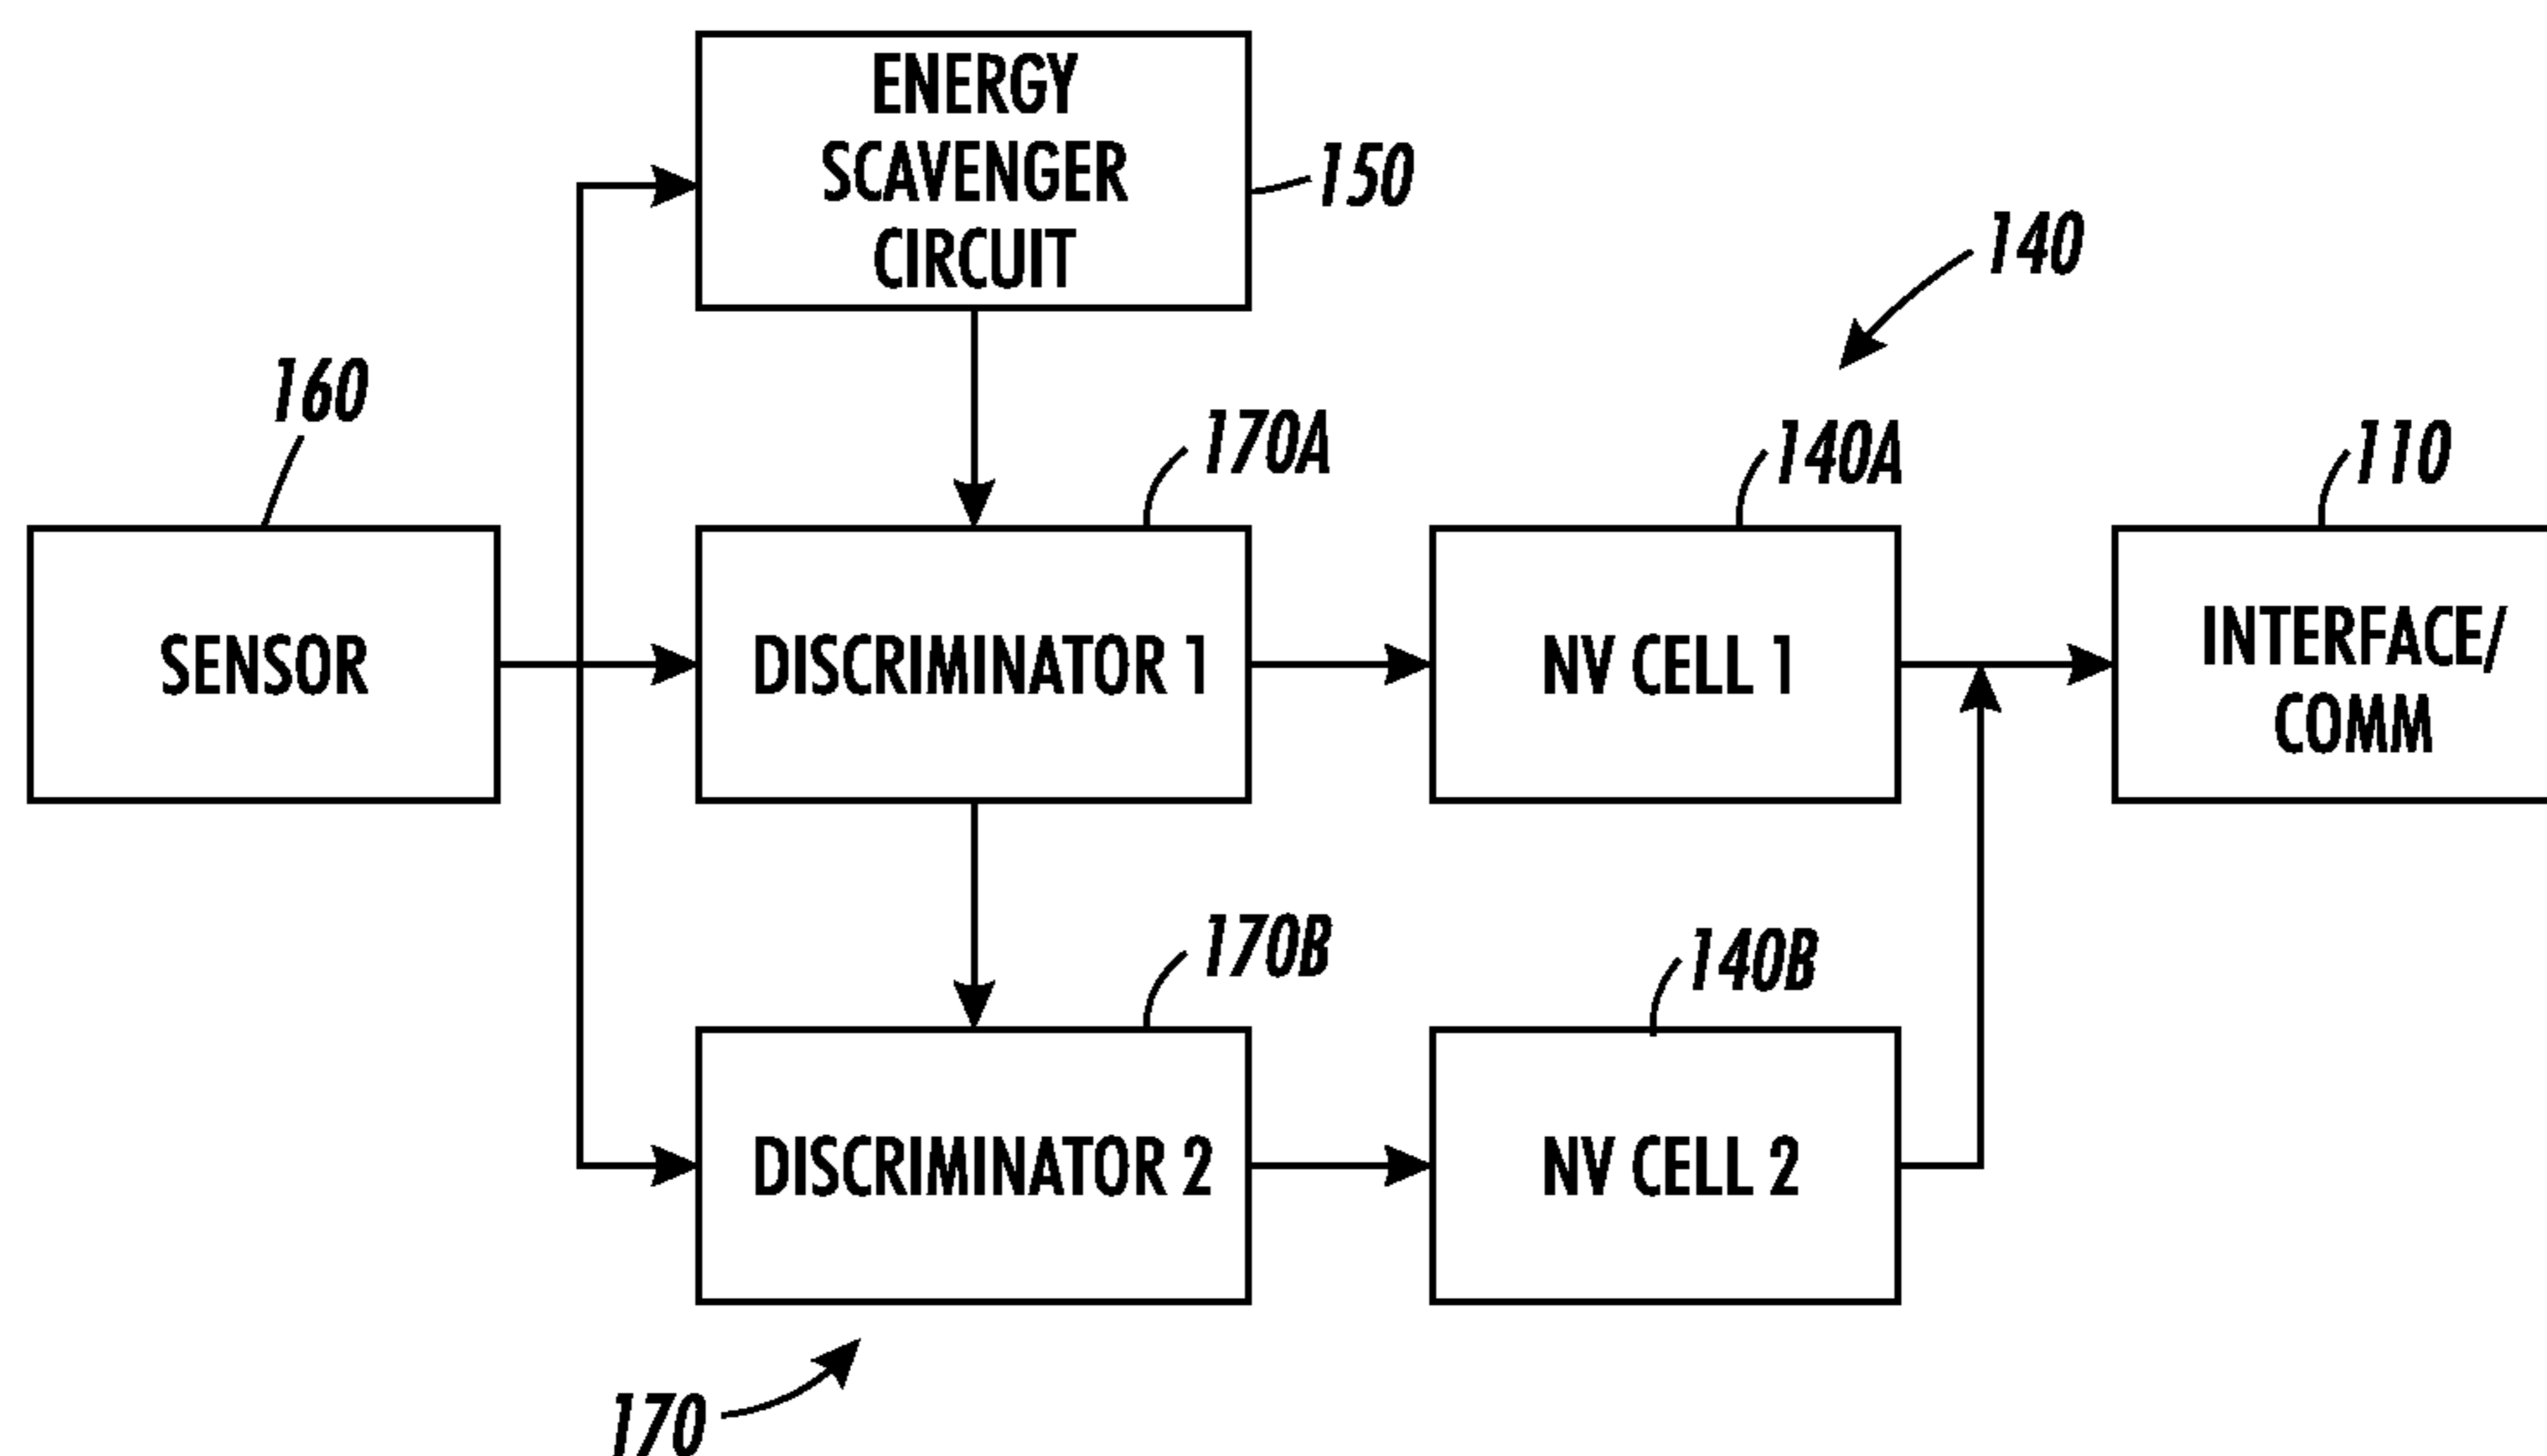 ENERGY
SCAVENGER
CIRCUIT
150
140
160
170A
140A
110
SENSOR
DISCRIMINATOR 1
NV CELL 1
INTERFACE/
COMM
170B
140B
DISCRIMINATOR 2
NV CELL 2
170